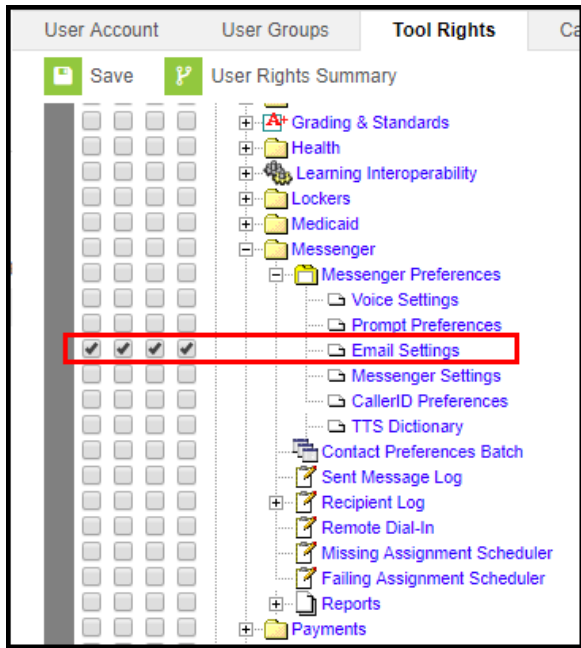 User Account User Groups Tool Rights Ca
Save User Rights Summary
A+ Grading & Standards
Health
Learning Interoperability
Lockers
Medicaid
Messenger
Messenger Preferences
Voice Settings
Prompt Preferences
Email Settings
Messenger Settings
CallerID Preferences
TTS Dictionary
Contact Preferences Batch
Sent Message Log
Recipient Log
Remote Dial-In
Missing Assignment Scheduler
Failing Assignment Scheduler
Reports
Payments